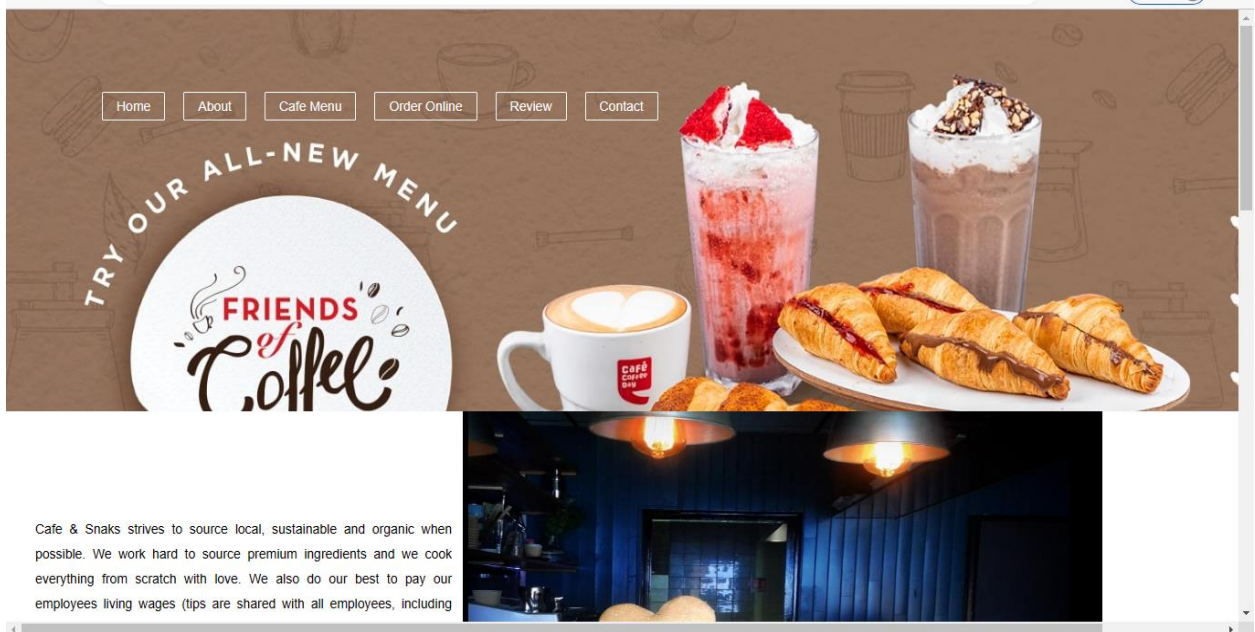 Home About Cafe Menu Order Online Review Contact
TRY OUR ALL-NEW MENU
FRIENDS
of
Coffee
Café
Coffee
Day
Cafe & Snaks strives to source local, sustainable and organic when
possible. We work hard to source premium ingredients and we cook
everything from scratch with love. We also do our best to pay our
employees living wages (tips are shared with all employees, including